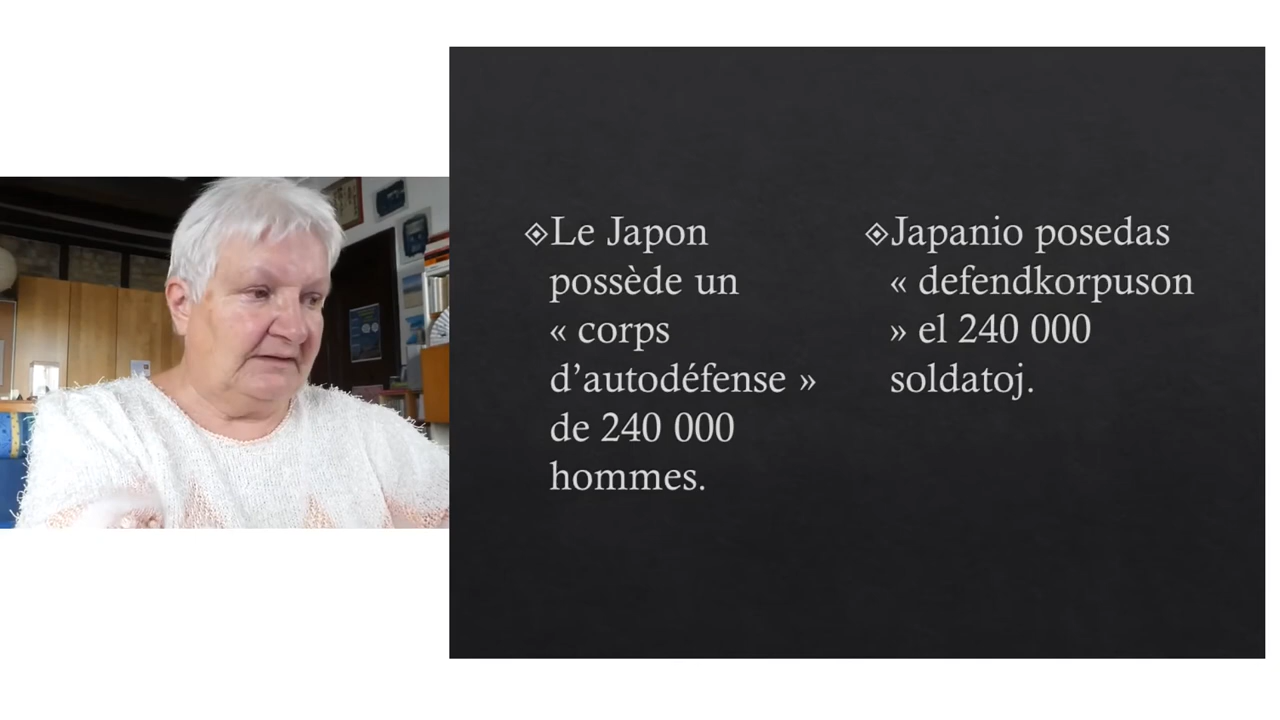 Le Japon
possède un
« corps
d’autodéfense »
de 240 000
hommes.
Japanio posedas
« defendkorpuson
» el 240 000
soldatoj.